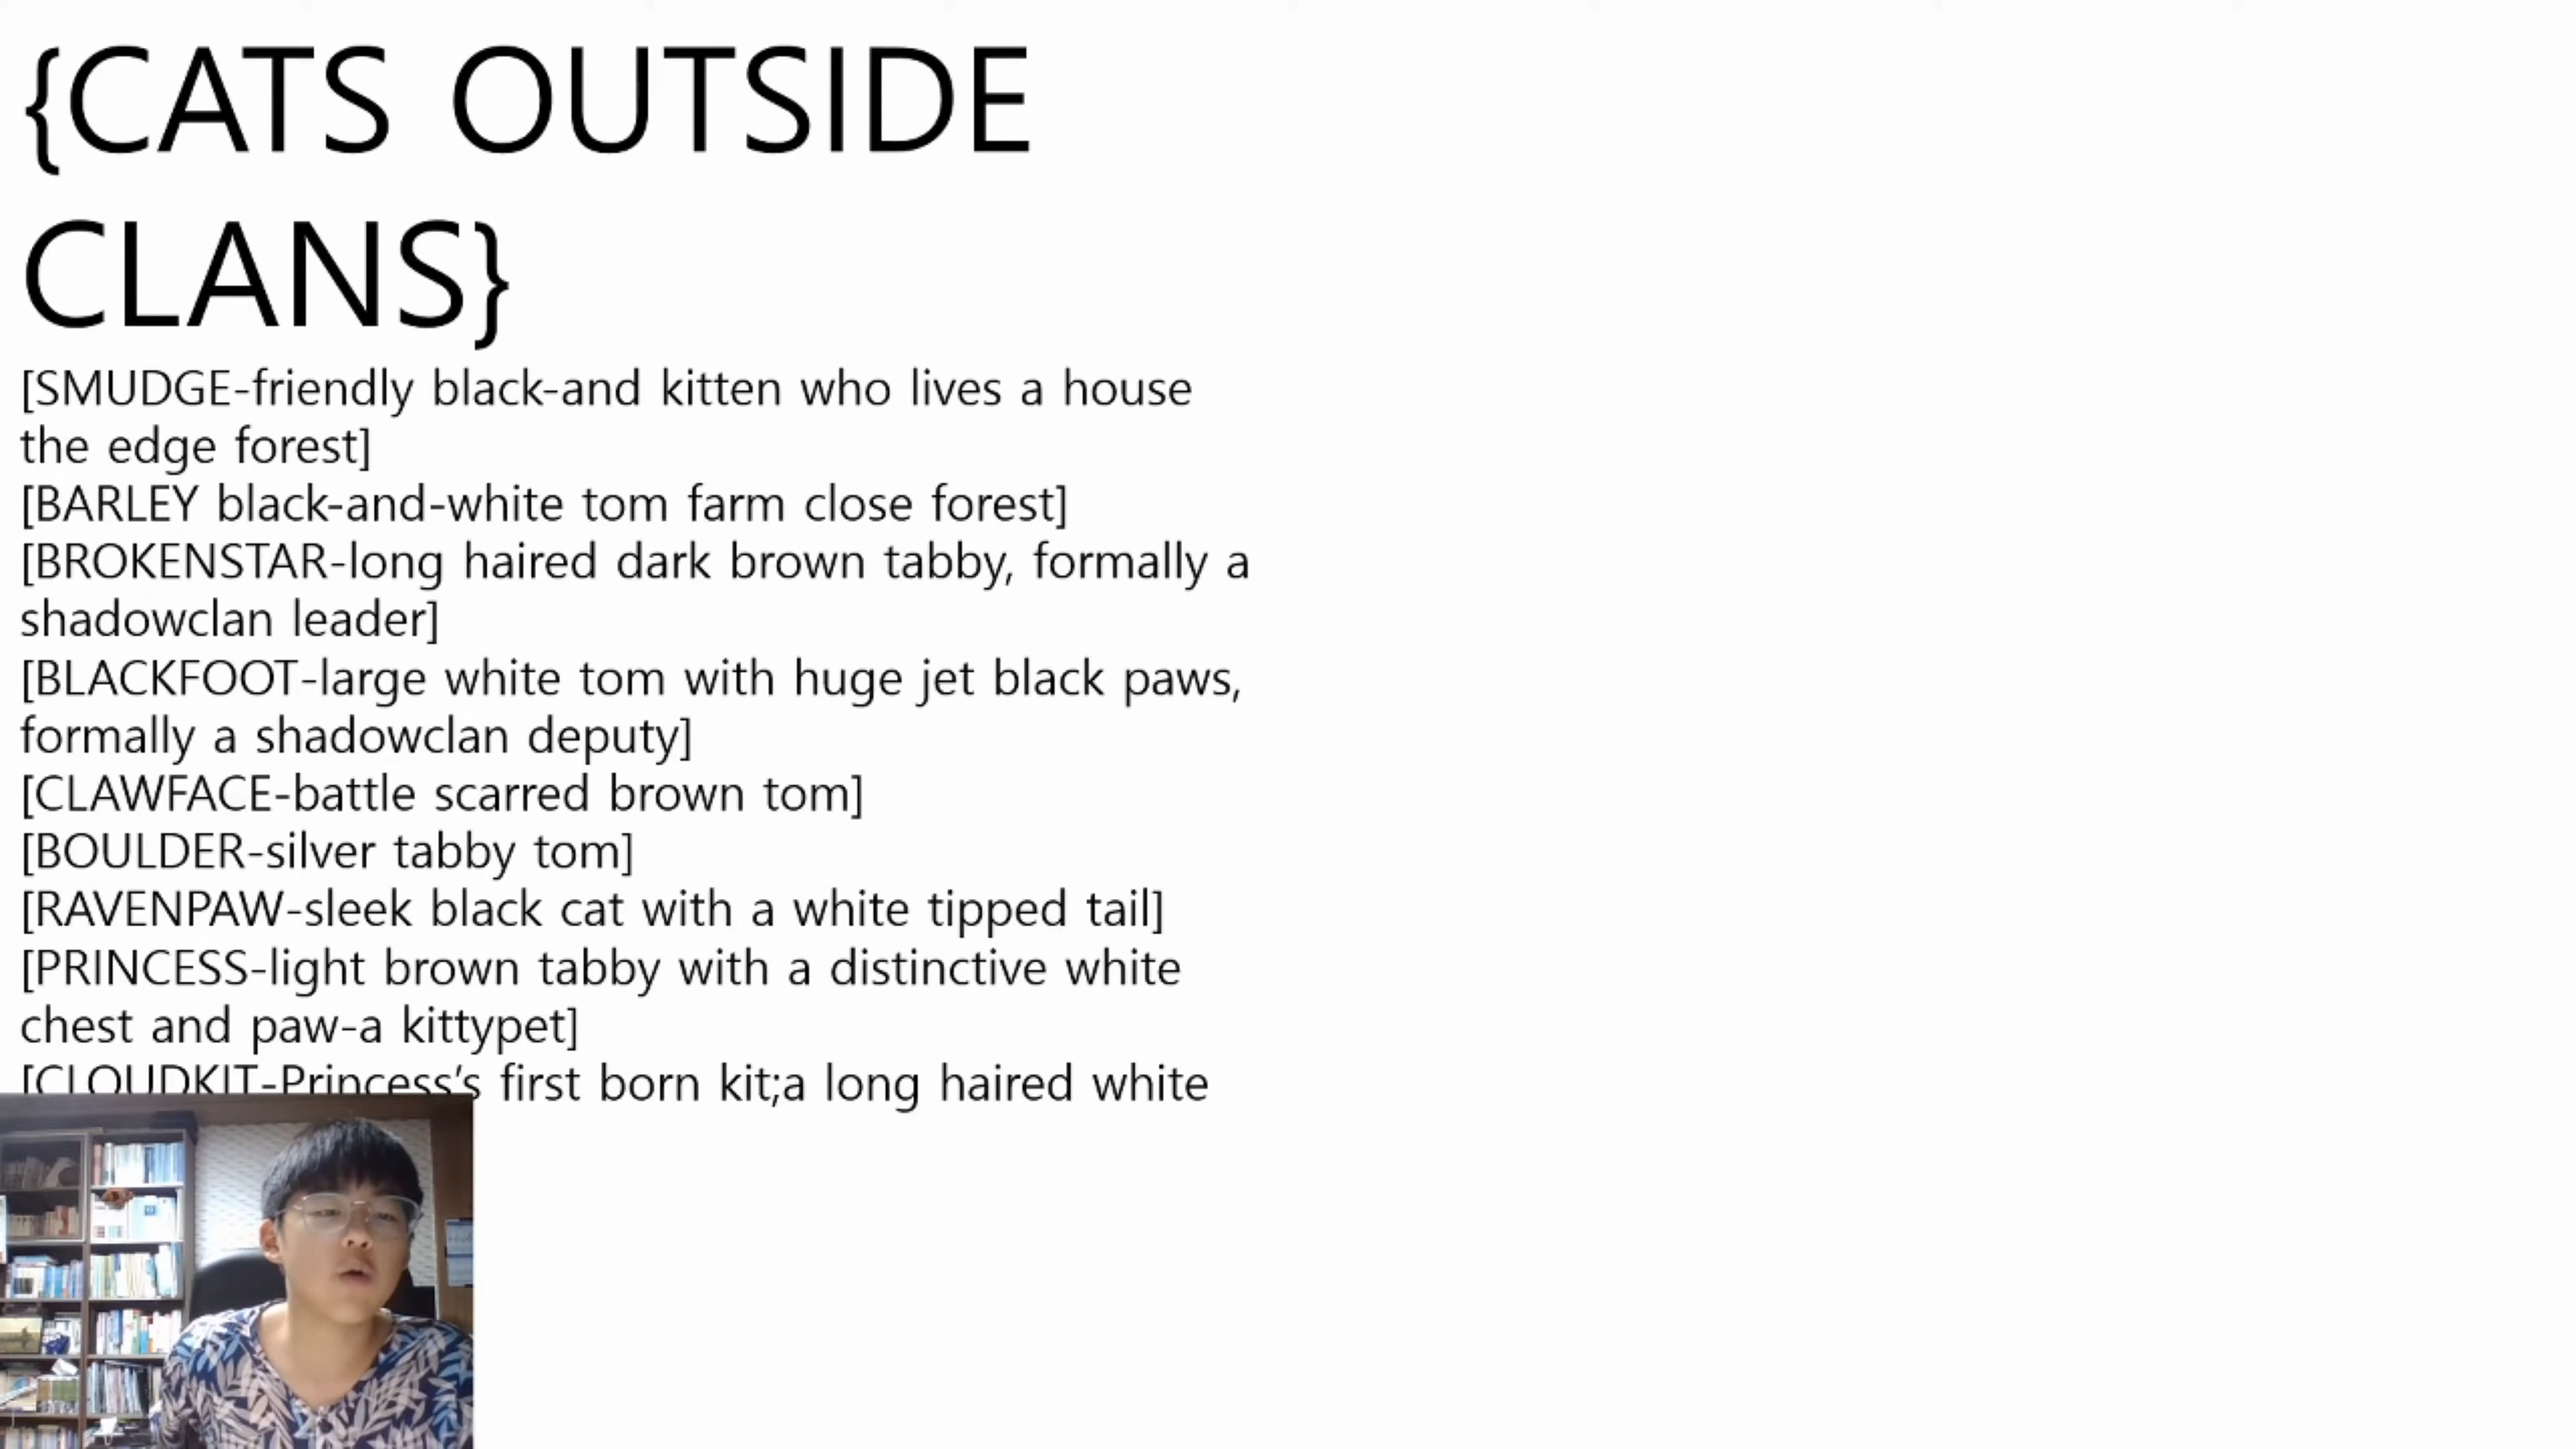 {CATS OUTSIDE
CLANS}
[SMUDGE-friendly black-and kitten who lives a house
the edge forest]
[BARLEY black-and-white tom farm close forest]
[BROKENSTAR-long haired dark brown tabby, formally a
shadowclan leader]
[BLACKFOOT-large white tom with huge jet black paws,
formally a shadowclan deputy]
[CLAWFACE-battle scarred brown tom]
[BOULDER-silver tabby tom]
[RAVENPAW-sleek black cat with a white tipped tail]
[PRINCESS-light brown tabby with a distinctive white
chest and paw-a kittypet]
[CLOUDKIT-Princess’s first born kit;a long haired white